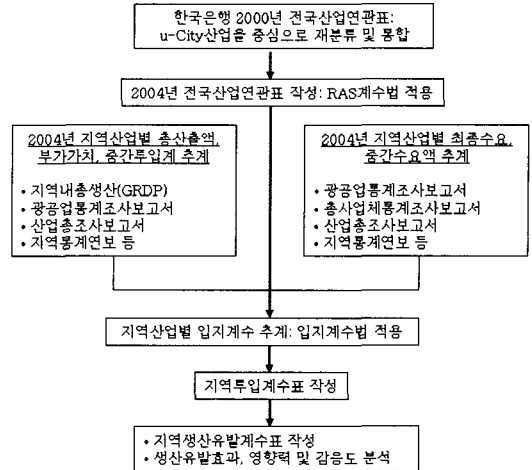 한국은행 2000년 전국산업연관표:
u-City산업을 중심으로 재분류 및 통합
2004년 전국산업연관표 작성: RAS계수법 적용
2004년 지역산업별 총산출액,
부가가치, 중간투입계 추계
• 지역내총생산(GRDP)
• 광공업통계조사보고서
• 산업총조사보고서
• 지역통계연보 등
2004년 지역산업별 최종수요,
중간수요액 추계
• 광공업통계조사보고서
• 총사업체통계조사보고서
• 산업총조사보고서
• 지역통계연보 등
지역산업별 입지계수 추계: 입지계수법 적용
지역투입계수표 작성
• 지역생산유발계수표 작성
• 생산유발효과, 영향력 및 감응도 분석